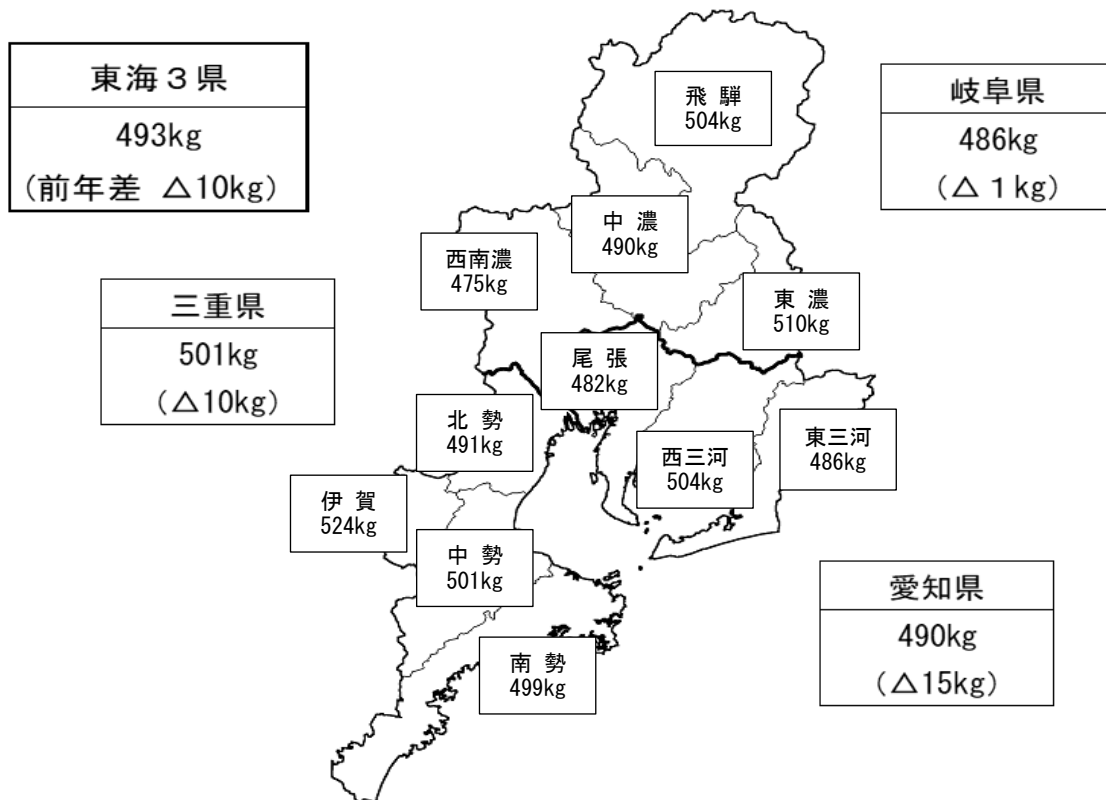 東海３県
493kg
(前年差 △10kg)
岐阜県
486kg
(△１kg)
飛騨
504kg
中濃
490kg
西南濃
475kg
東濃
510kg
三重県
501kg
(△10kg)
尾張
482kg
北勢
491kg
西三河
504kg
東三河
486kg
伊賀
524kg
中勢
501kg
愛知県
490kg
(△15kg)
南勢
499kg